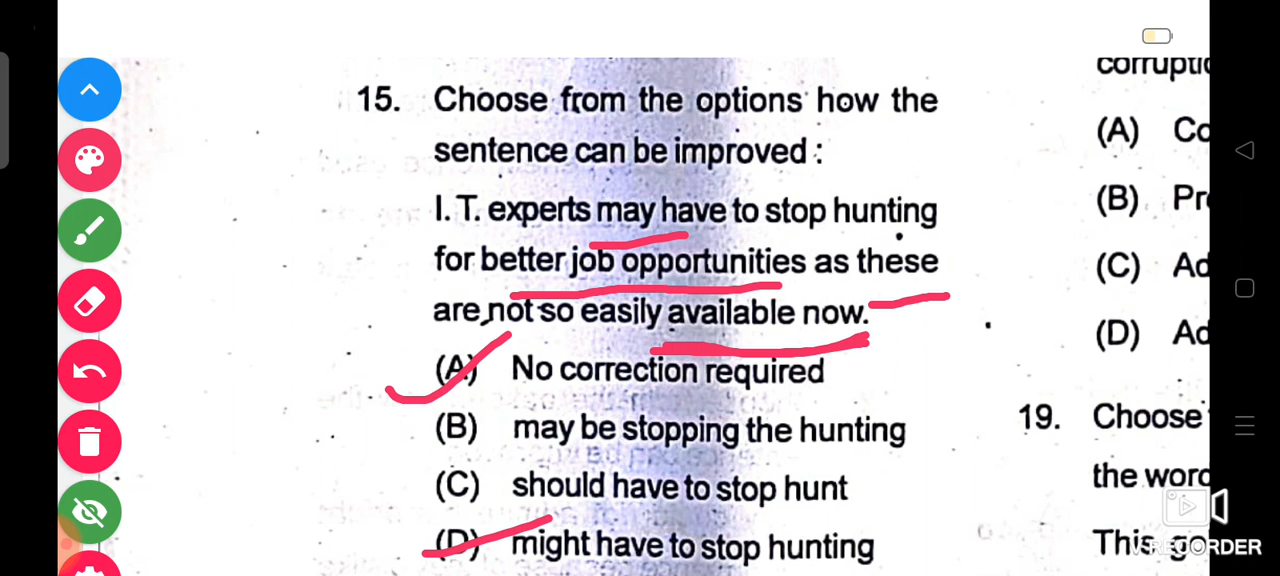 15. Choose from the options how the
sentence can be improved :
I.T. experts may have to stop hunting
for better job opportunities as these
are not so easily available now.
(A) No correction required
(B) may be stopping the hunting
(C) should have to stop hunt
(D) might have to stop hunting
(A) Co
(B) Pr
(C) Ad
(D) Ad
19. Choose
the word
This go
V RECORDER